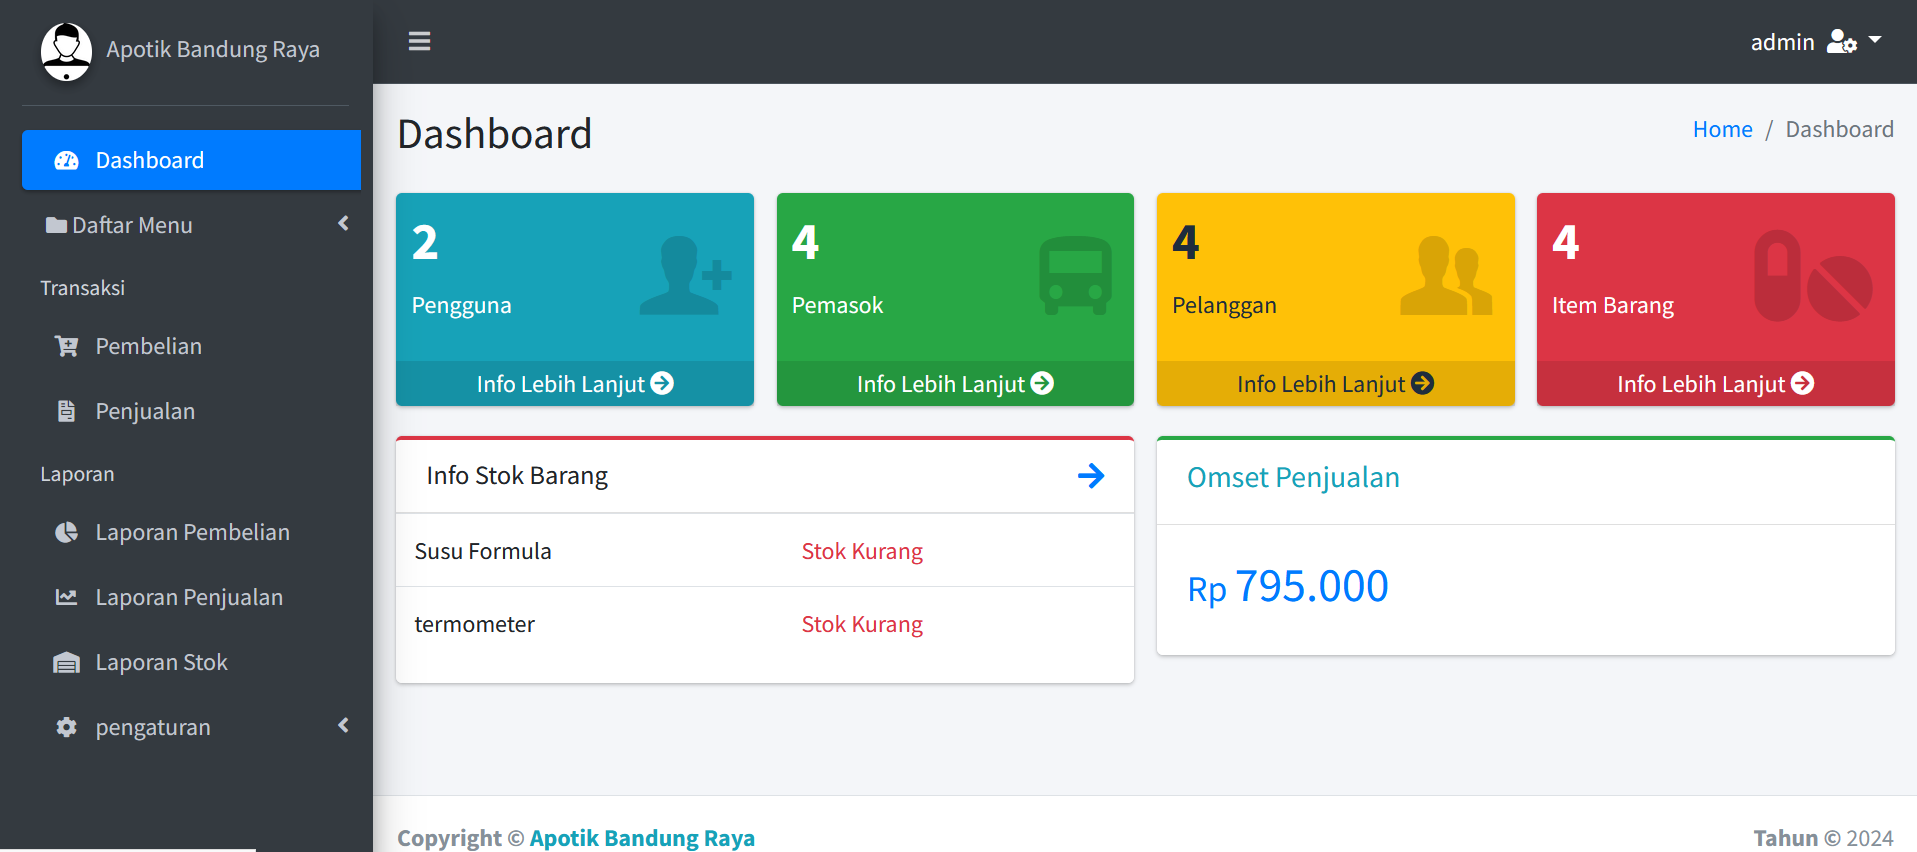 Apotik Bandung Raya
admin
Dashboard
Daftar Menu
Transaksi
Pembelian
Penjualan
Laporan
Laporan Pembelian
Laporan Penjualan
Laporan Stok
pengaturan
Dashboard
Home / Dashboard
2
Pengguna
Info Lebih Lanjut
4
Pemasok
Info Lebih Lanjut
4
Pelanggan
Info Lebih Lanjut
4
Item Barang
Info Lebih Lanjut
Info Stok Barang
Susu Formula Stok Kurang
termometer Stok Kurang
Omset Penjualan
Rp 795.000
Copyright © Apotik Bandung Raya
Tahun © 2024